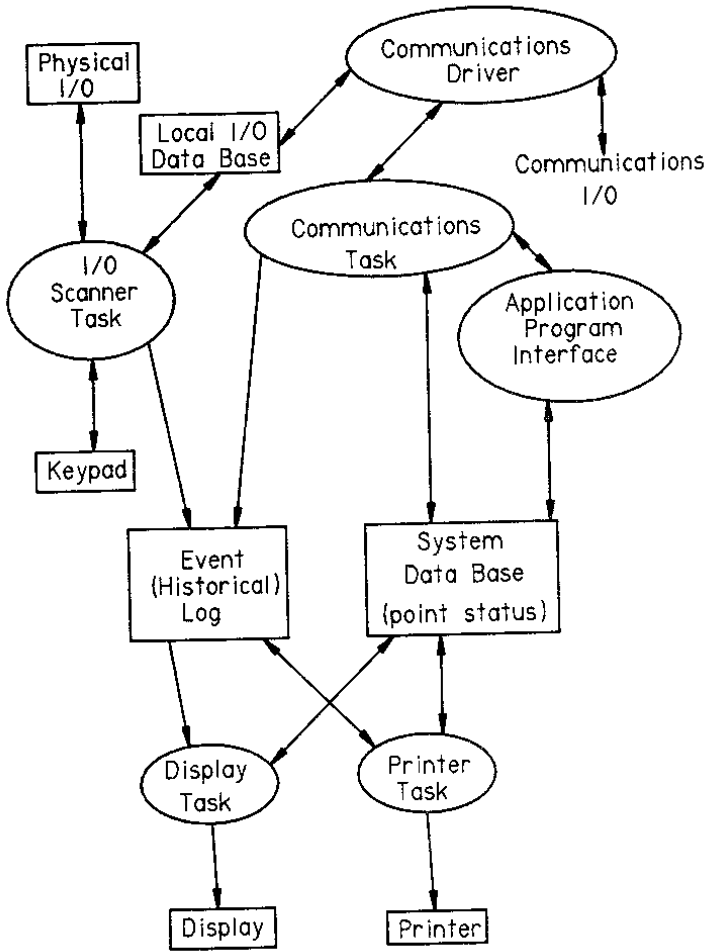 Physical
I/O
Communications
Driver
Local I/O
Data Base
Communications
I/O
Communications
Task
I/O
Scanner
Task
Application
Program
Interface
Keypad
Event
(Historical)
Log
System
Data Base
(point status)
Display
Task
Printer
Task
Display
Printer